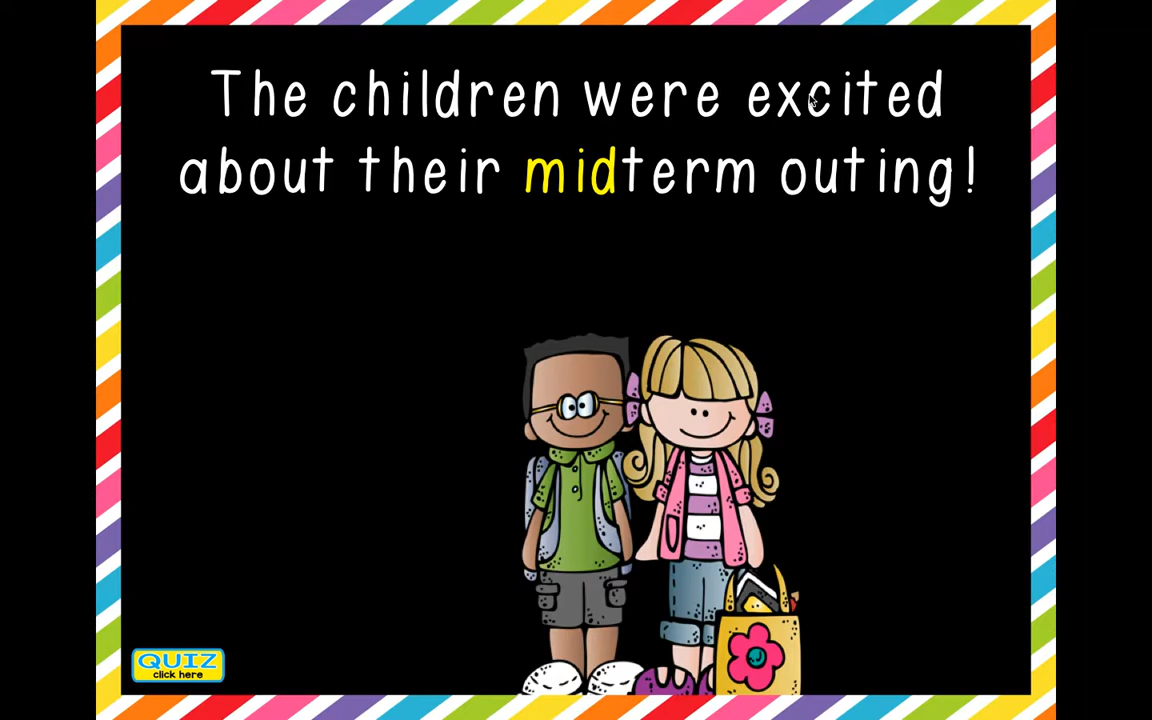 The children were excited
about their midterm outing!
QUIZ
click here